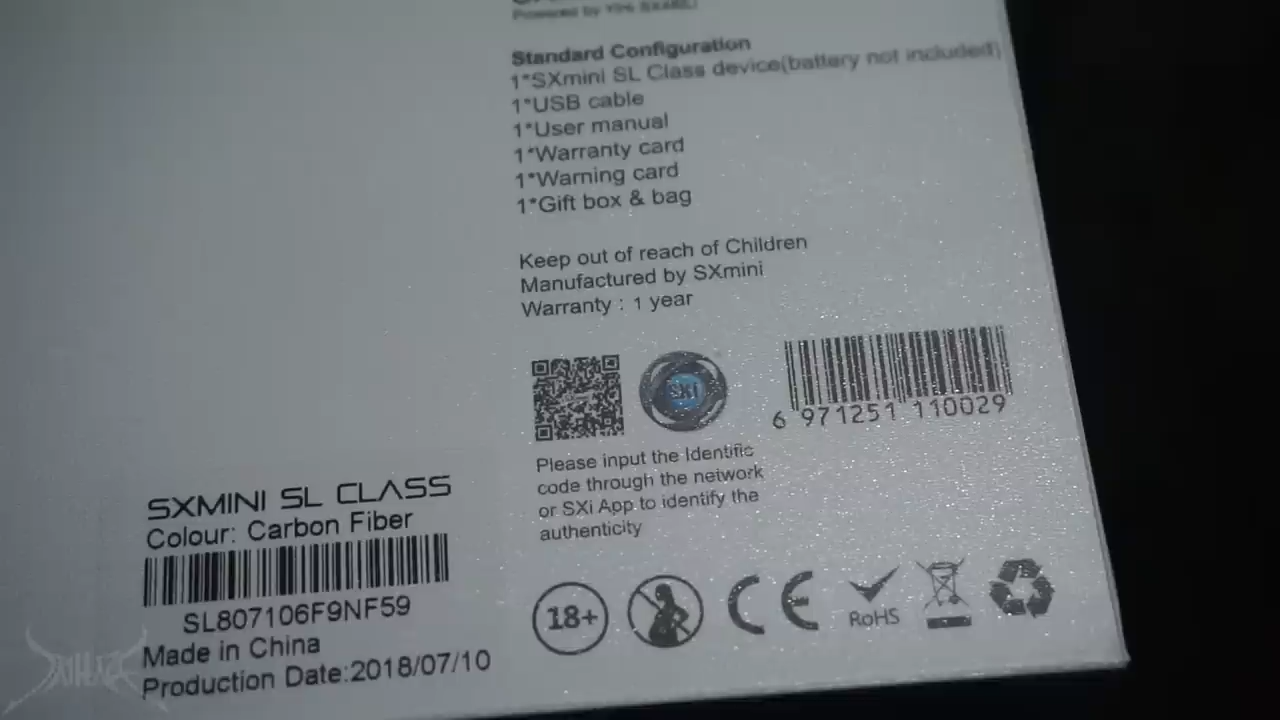 Powered by Yihi
Standard Configuration
1*SXmini SL Class device(battery not included)
1*USB cable
1*User manual
1*Warranty card
1*Warning card
1*Gift box & bag
Keep out of reach of Children
Manufactured by SXmini
Warranty : 1 year
SXi
6 971251 110029
Please input the Identific
code through the network
or SXi App to identify the
authenticity
SXMINI SL CLASS
Colour: Carbon Fiber
SL807106F9NF59
Made in China
Production Date:2018/07/10
18+
CE
RoHS